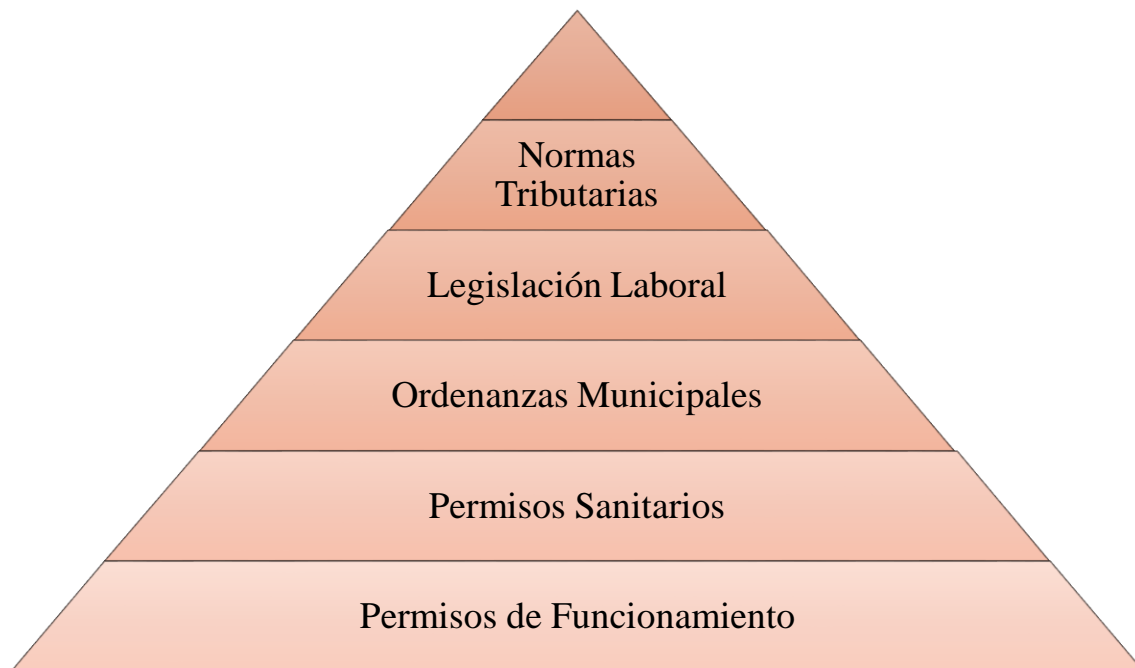 Normas
Tributarias
Legislación Laboral
Ordenanzas Municipales
Permisos Sanitarios
Permisos de Funcionamiento